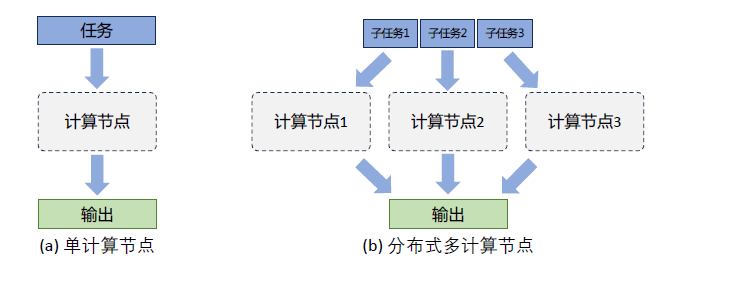 任务
计算节点
输出
(a) 单计算节点
子任务1 子任务2 子任务3
计算节点1 计算节点2 计算节点3
输出
(b) 分布式多计算节点